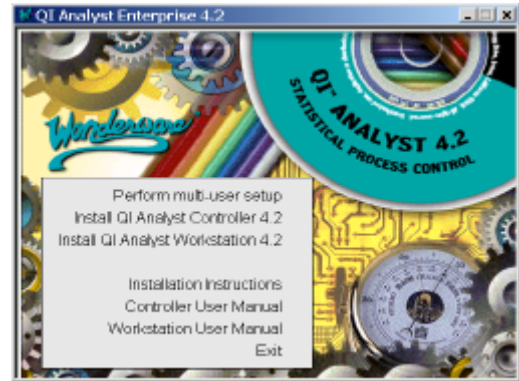 QI Analyst Enterprise 4.2
Wonderware
QI™ ANALYST 4.2
STATISTICAL PROCESS CONTROL
Perform multi-user setup
Install QI Analyst Controller 4.2
Install QI Analyst Workstation 4.2
Installation Instructions
Controller User Manual
Workstation User Manual
Exit